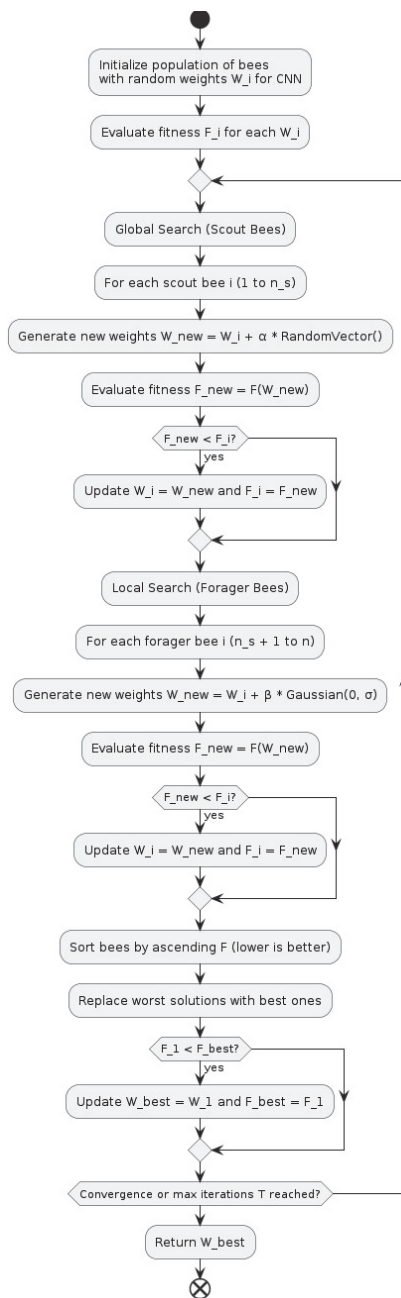 Initialize population of bees
with random weights W_i for CNN
Evaluate fitness F_i for each W_i
Global Search (Scout Bees)
For each scout bee i (1 to n_s)
Generate new weights W_new = W_i + α * RandomVector()
Evaluate fitness F_new = F(W_new)
F_new < F_i?
yes
Update W_i = W_new and F_i = F_new
Local Search (Forager Bees)
For each forager bee i (n_s + 1 to n)
Generate new weights W_new = W_i + β * Gaussian(0, σ)
Evaluate fitness F_new = F(W_new)
F_new < F_i?
yes
Update W_i = W_new and F_i = F_new
Sort bees by ascending F (lower is better)
Replace worst solutions with best ones
F_1 < F_best?
yes
Update W_best = W_1 and F_best = F_1
Convergence or max iterations T reached?
Return W_best